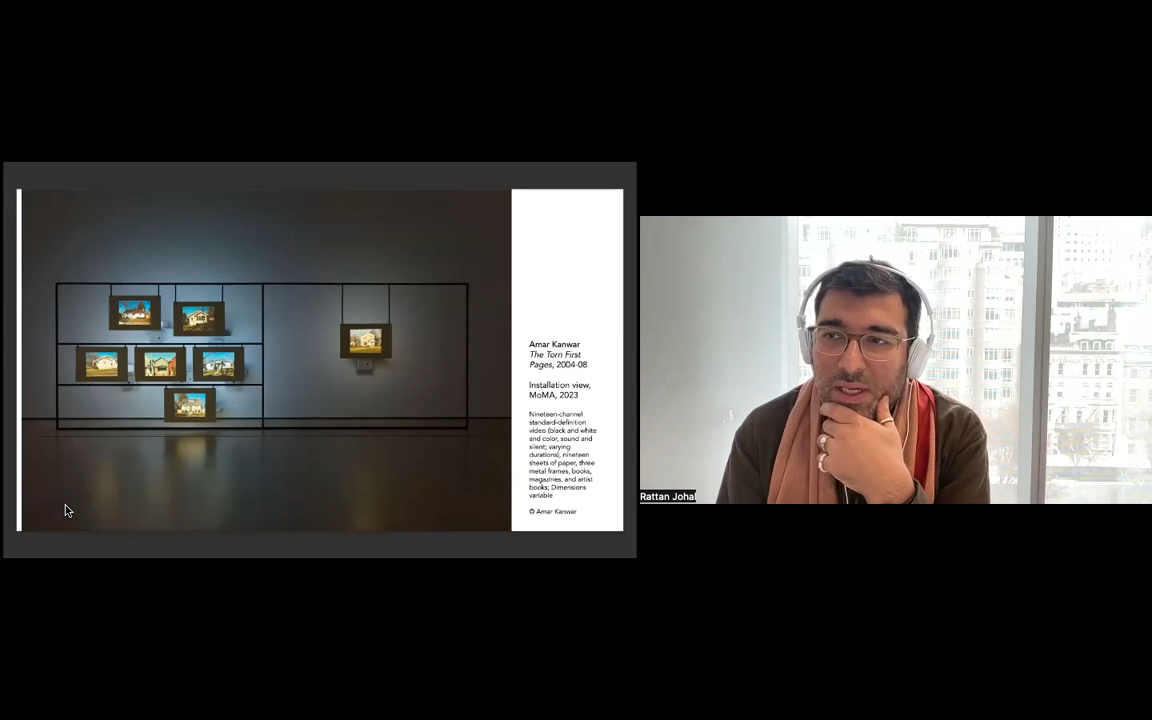 Amar Kanwar
The Torn First
Pages, 2004-08
Installation view,
MoMA, 2023
Nineteen-channel
standard-definition
video (black and white
and color, sound and
silent; varying
durations), nineteen
sheets of paper, three
metal frames, books,
magazines, and artist
books; Dimensions
variable
© Amar Kanwar
Rattan Johal